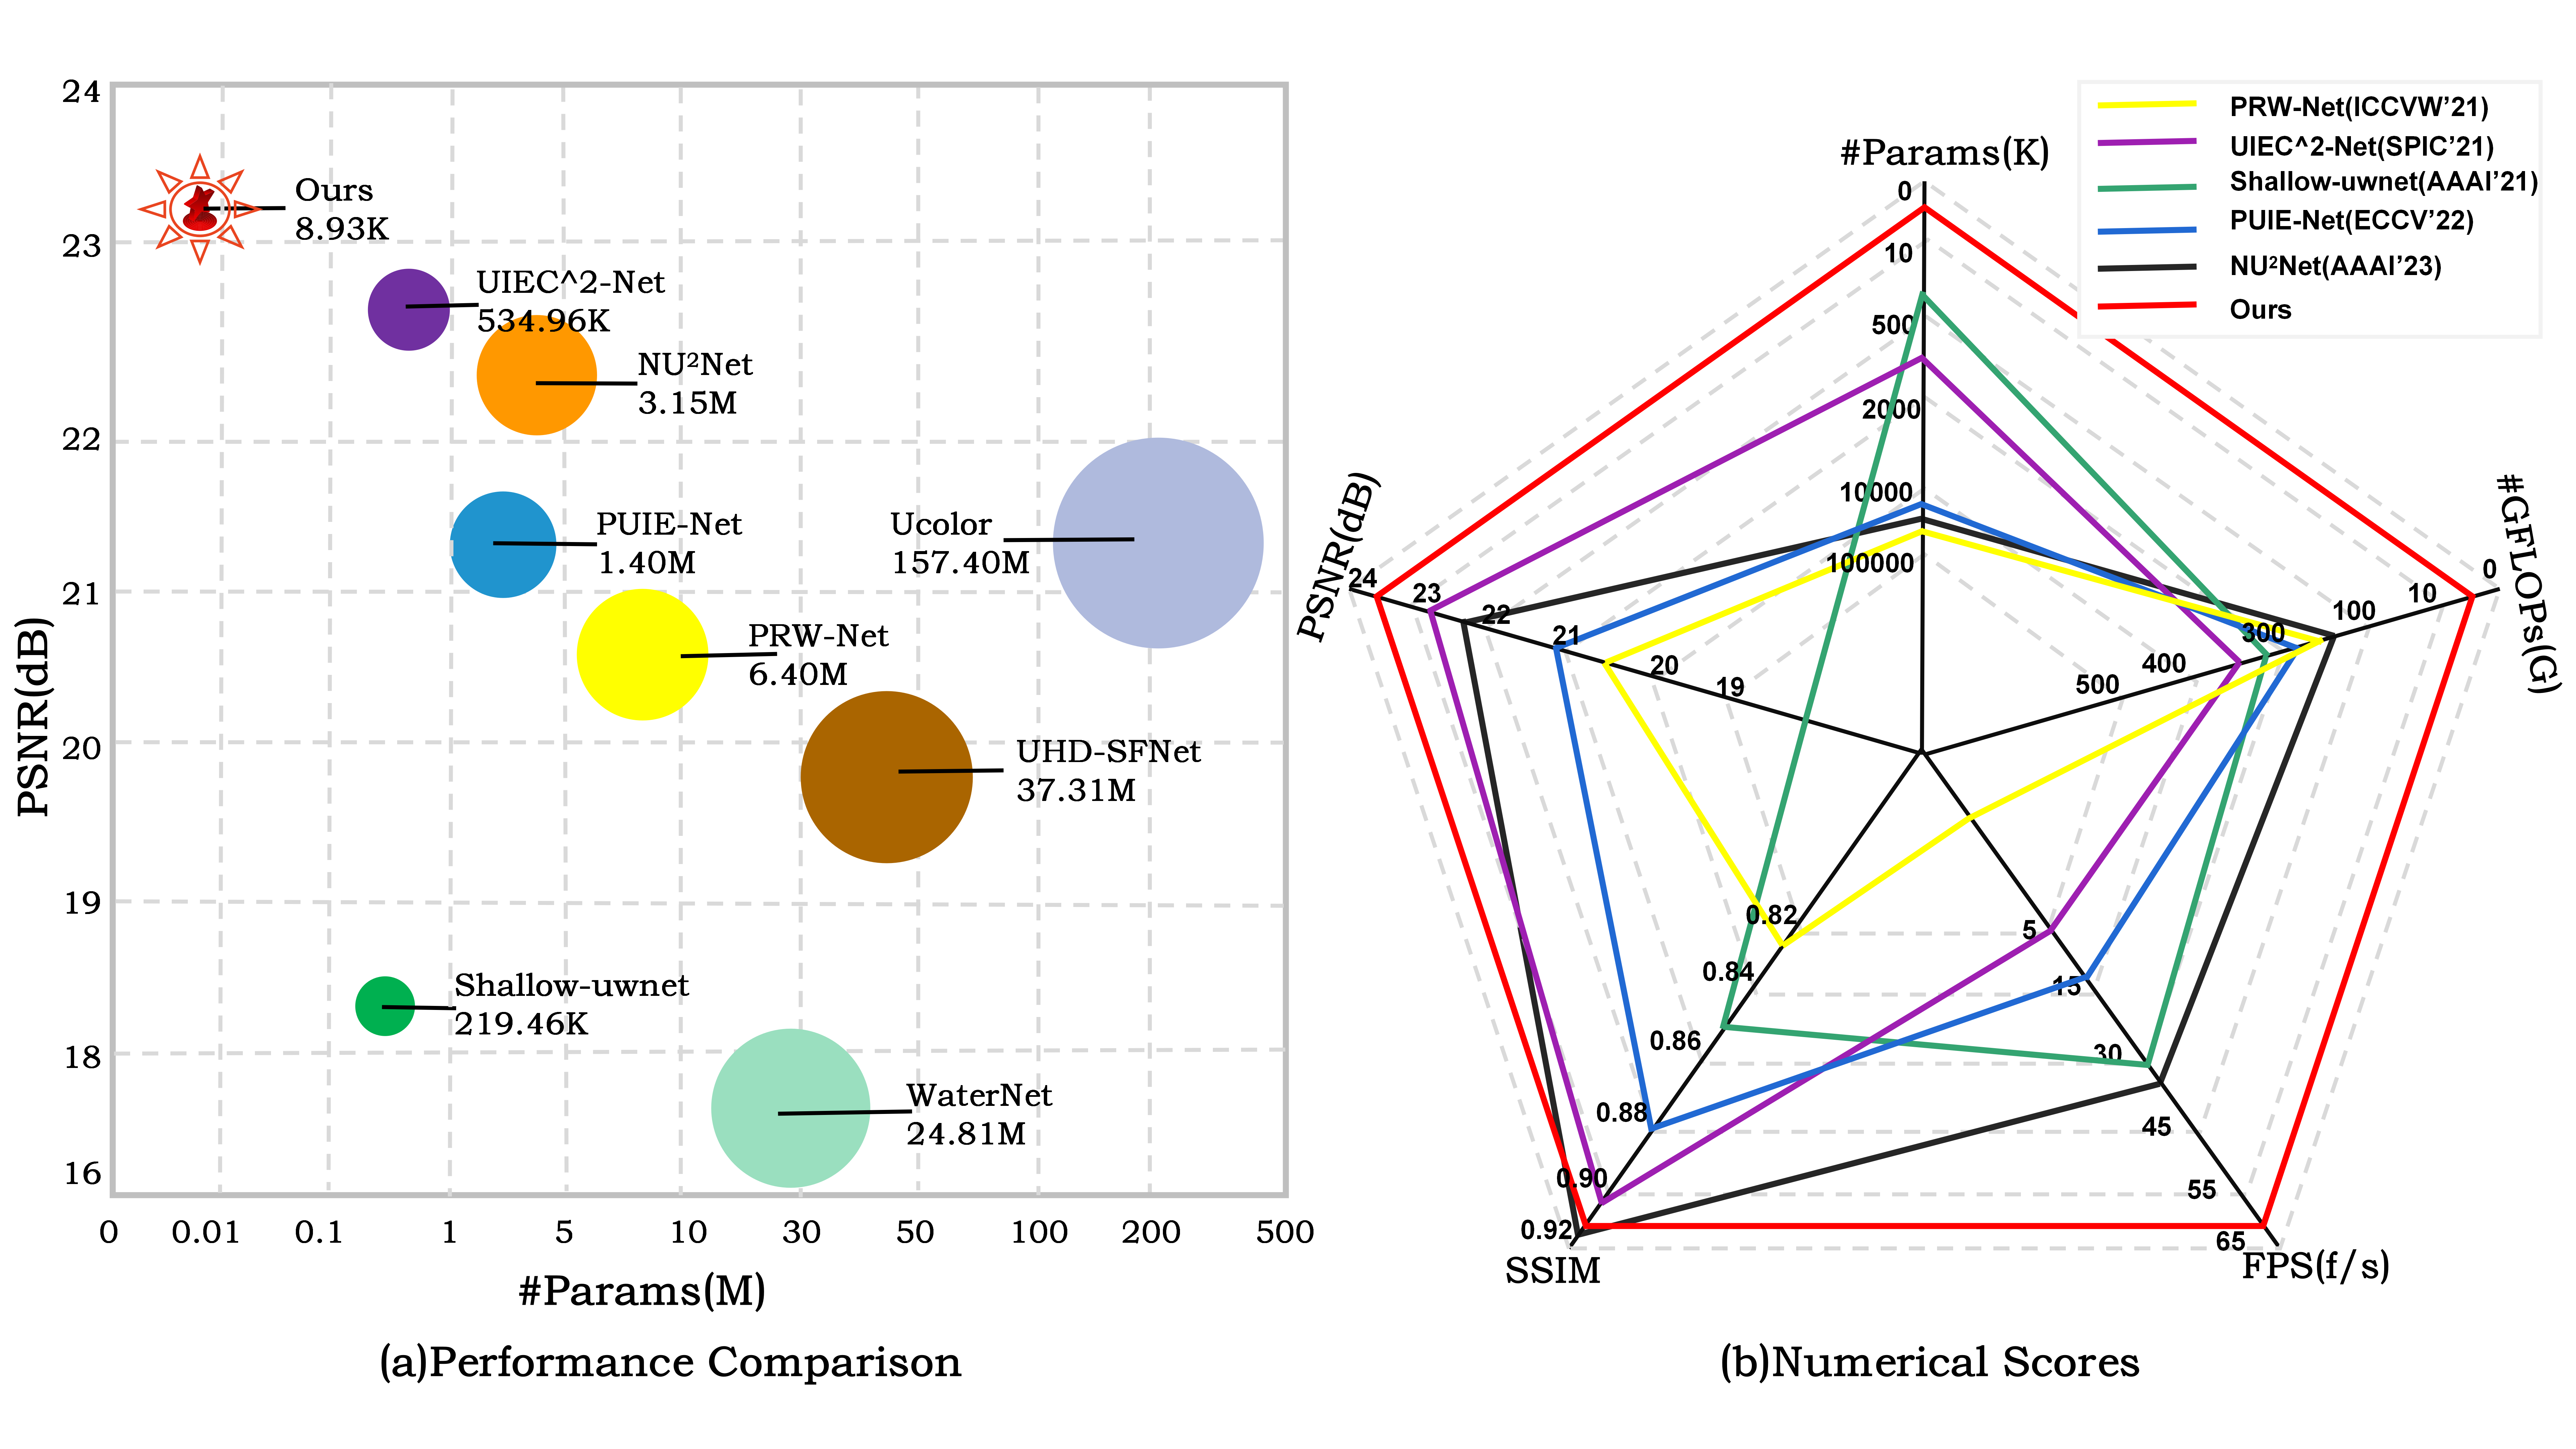 24
23
22
21
20
19
18
16
PSNR(dB)
0
0.01
0.1
1
5
10
30
50
100
200
500
#Params(M)
Ours
8.93K
UIEC^2-Net
534.96K
NU²Net
3.15M
PUIE-Net
1.40M
Ucolor
157.40M
PRW-Net
6.40M
UHD-SFNet
37.31M
Shallow-uwnet
219.46K
WaterNet
24.81M
(a)Performance Comparison
PRW-Net(ICCVW'21)
UIEC^2-Net(SPIC'21)
Shallow-uwnet(AAAI'21)
PUIE-Net(ECCV'22)
NU²Net(AAAI'23)
Ours
#Params(K)
0
10
500
2000
10000
100000
#GFLOPs(G)
0
10
100
300
400
500
PSNR(dB)
24
23
22
21
20
19
0.82
0.84
0.86
0.88
0.90
0.92
SSIM
5
15
30
45
55
65
FPS(f/s)
(b)Numerical Scores